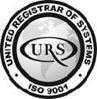 UNITED REGISTRAR OF SYSTEMS
URS
ISO 9001